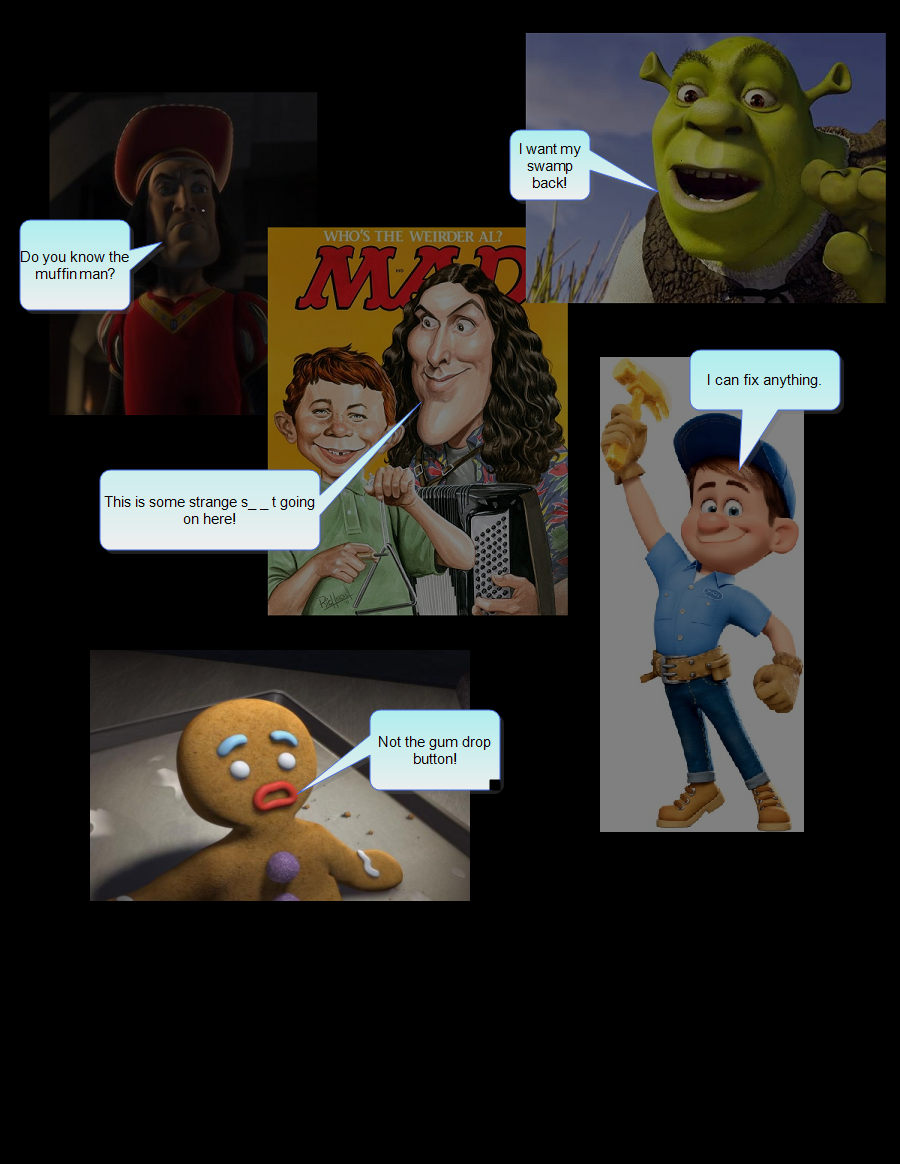 I want my
swamp
back!
Do you know the
muffin man?
WHO'S THE WEIRDER AL?
MAD
I can fix anything.
This is some strange s_ _ t going
on here!
Not the gum drop
button!